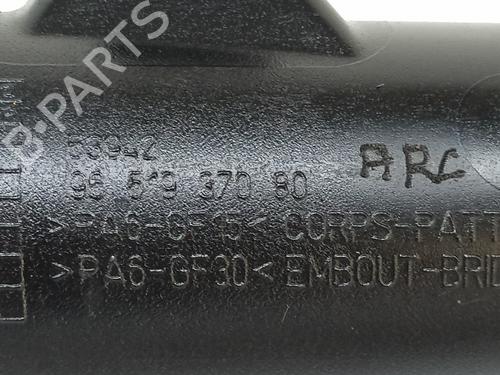 B-PARTS
53942
96 519 370 80
ARC
>PA6-GF15< CORPS-PATT
>PA6-GF30< EMBOUT-BRID